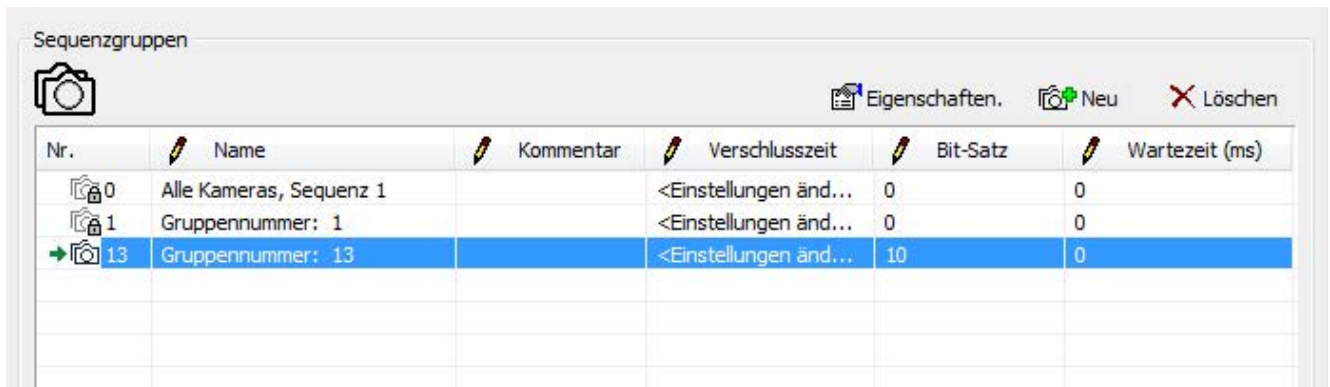 Sequenzgruppen
Eigenschaften. Neu Löschen
Nr. Name Kommentar Verschlusszeit Bit-Satz Wartezeit (ms)
0 Alle Kameras, Sequenz 1 <Einstellungen änd... 0 0
1 Gruppennummer: 1 <Einstellungen änd... 0 0
13 Gruppennummer: 13 <Einstellungen änd... 10 0